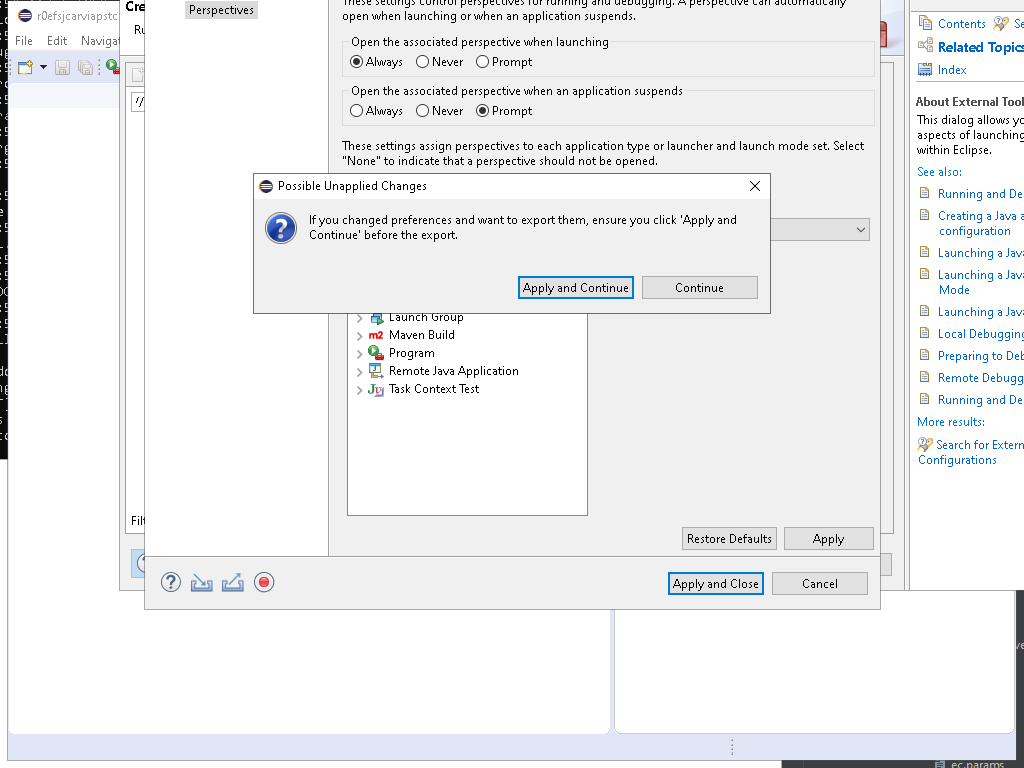 r0efsjcarviapstc
File Edit Navigat
Cre
Ru
//
Filt
Perspectives
These settings control perspectives for running and debugging. A perspective can automatically
open when launching or when an application suspends.
Open the associated perspective when launching
Always Never Prompt
Open the associated perspective when an application suspends
Always Never Prompt
These settings assign perspectives to each application type or launcher and launch mode set. Select
"None" to indicate that a perspective should not be opened.
Possible Unapplied Changes
If you changed preferences and want to export them, ensure you click 'Apply and
Continue' before the export.
Apply and Continue Continue
Launch Group
m2 Maven Build
Program
Remote Java Application
Task Context Test
Restore Defaults Apply
Apply and Close Cancel
Contents Se
Related Topics
Index
About External Tool
This dialog allows yo
aspects of launching
within Eclipse.
See also:
Running and De
Creating a Java a
configuration
Launching a Java
Launching a Java
Mode
Launching a Java
Local Debugging
Preparing to Deb
Remote Debugg
Running and De
More results:
Search for Extern
Configurations
ec.params